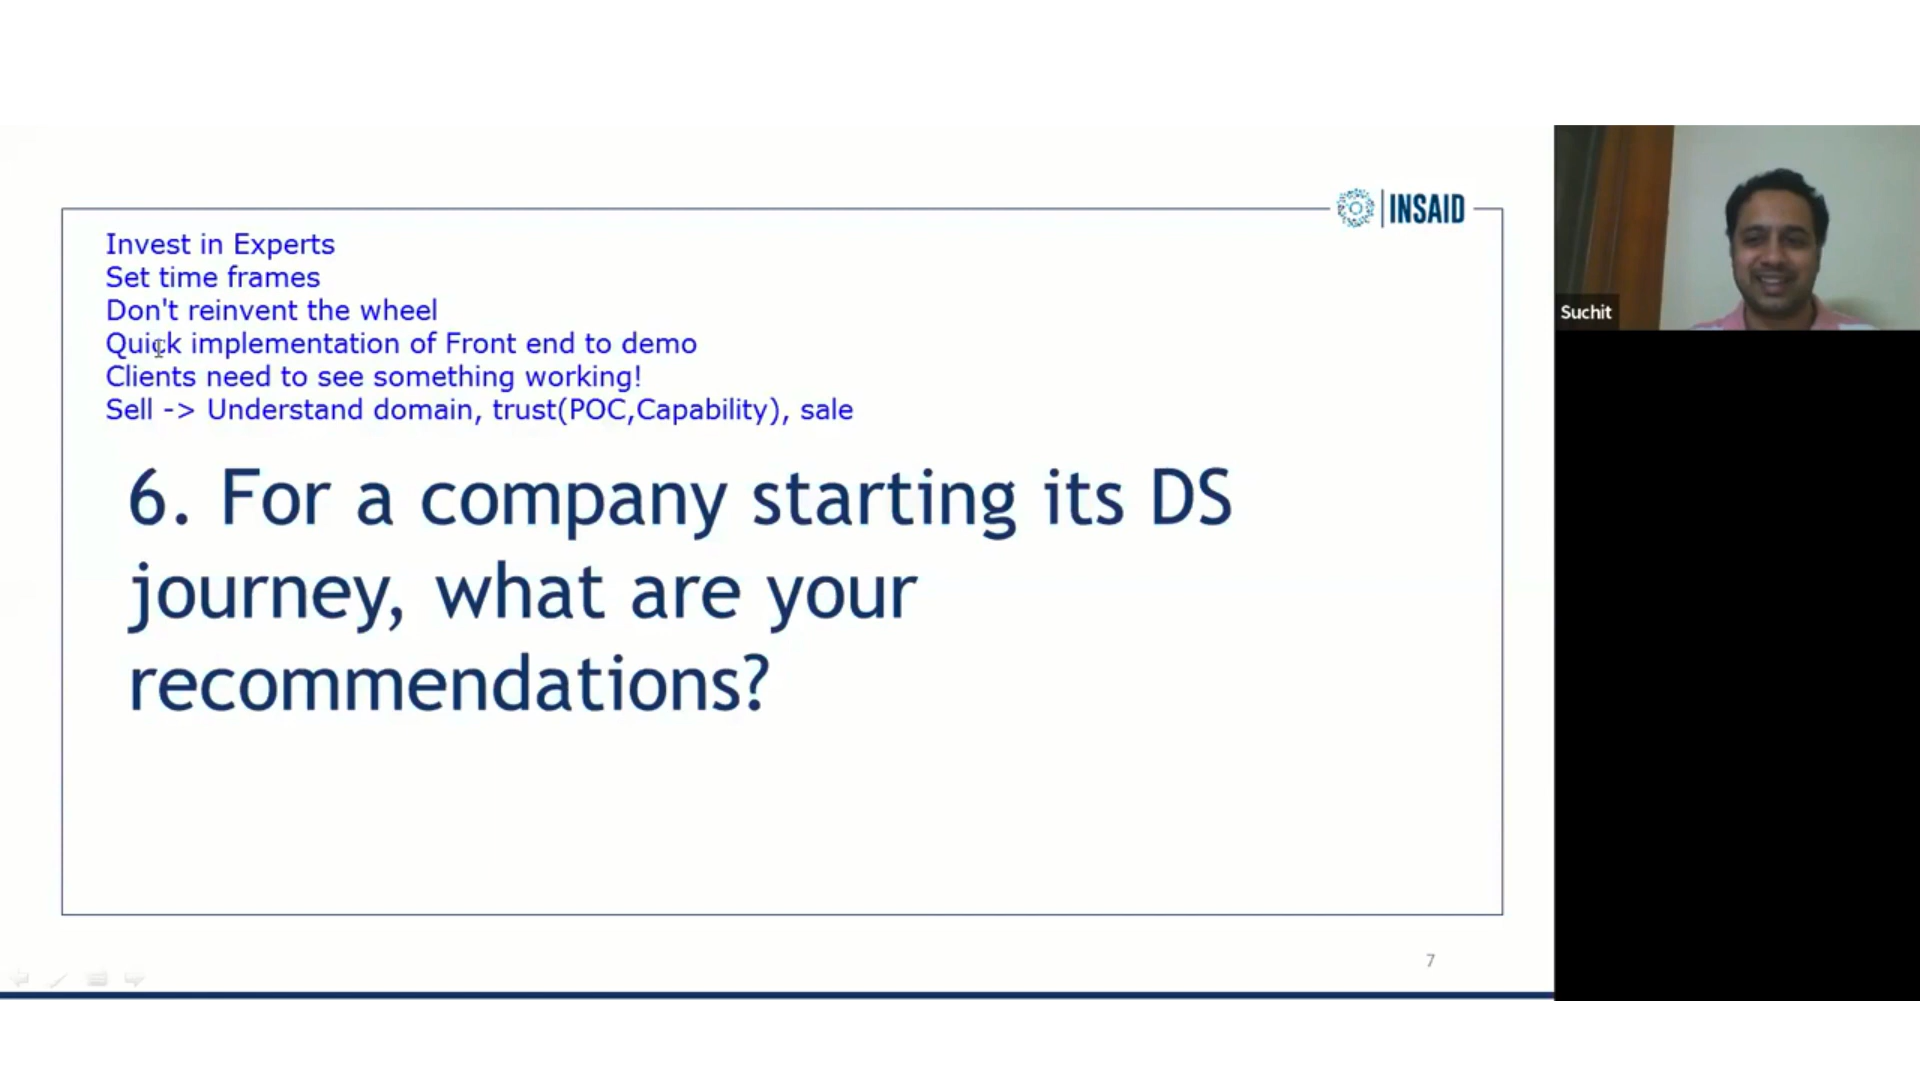 INSAID
Invest in Experts
Set time frames
Don't reinvent the wheel
Quick implementation of Front end to demo
Clients need to see something working!
Sell -> Understand domain, trust(POC,Capability), sale
6. For a company starting its DS
journey, what are your
recommendations?
7
Suchit